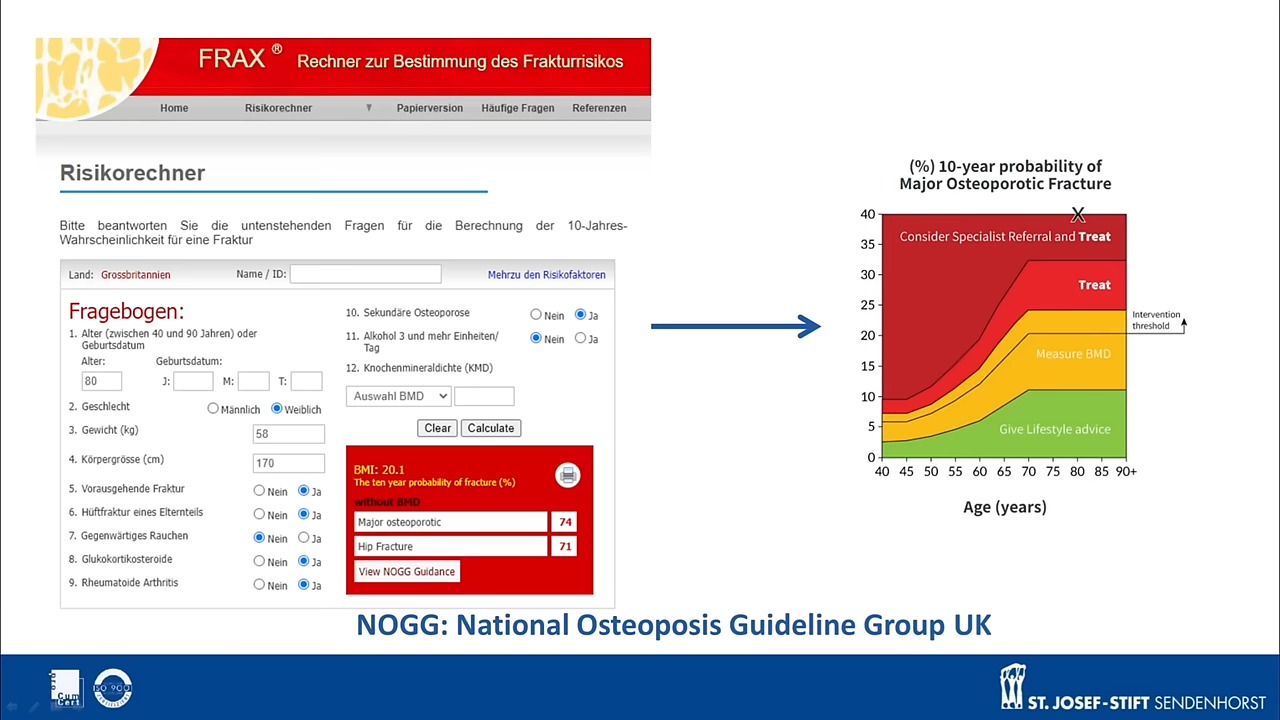 FRAX ® Rechner zur Bestimmung des Frakturrisikos
Home Risikorechner ▼ Papierversion Häufige Fragen Referenzen
Risikorechner
Bitte beantworten Sie die untenstehenden Fragen für die Berechnung der 10-Jahres-
Wahrscheinlichkeit für eine Fraktur
Land: Grossbritannien Name / ID: Mehrzu den Risikofaktoren
Fragebogen:
1. Alter (zwischen 40 und 90 Jahren) oder
Geburtsdatum
Alter: Geburtsdatum:
80 J: M: T:
2. Geschlecht Männlich Weiblich
3. Gewicht (kg) 58
4. Körpergrösse (cm) 170
5. Vorausgehende Fraktur Nein Ja
6. Hüftfraktur eines Elternteils Nein Ja
7. Gegenwärtiges Rauchen Nein Ja
8. Glukokortikosteroide Nein Ja
9. Rheumatoide Arthritis Nein Ja
10. Sekundäre Osteoporose Nein Ja
11. Alkohol 3 und mehr Einheiten/ Nein Ja
Tag
12. Knochenmineraldichte (KMD)
Auswahl BMD
Clear Calculate
BMI: 20.1
The ten year probability of fracture (%)
without BMD
Major osteoporotic 74
Hip Fracture 71
View NOGG Guidance
(%) 10-year probability of
Major Osteoporotic Fracture
X
40
35
30
25
20
15
10
5
0
Consider Specialist Referral and Treat
Treat
Intervention
threshold
Measure BMD
Give Lifestyle advice
40 45 50 55 60 65 70 75 80 85 90+
Age (years)
NOGG: National Osteoposis Guideline Group UK
Cum
Cert
ISO 9001
ST. JOSEF-STIFT SENDENHORST